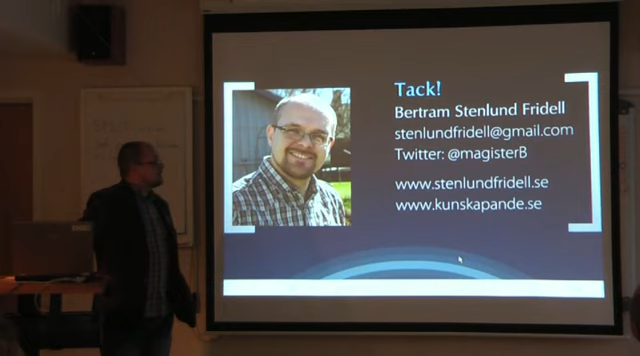 Tack!
Bertram Stenlund Fridell
stenlundfridell@gmail.com
Twitter: @magisterB
www.stenlundfridell.se
www.kunskapande.se